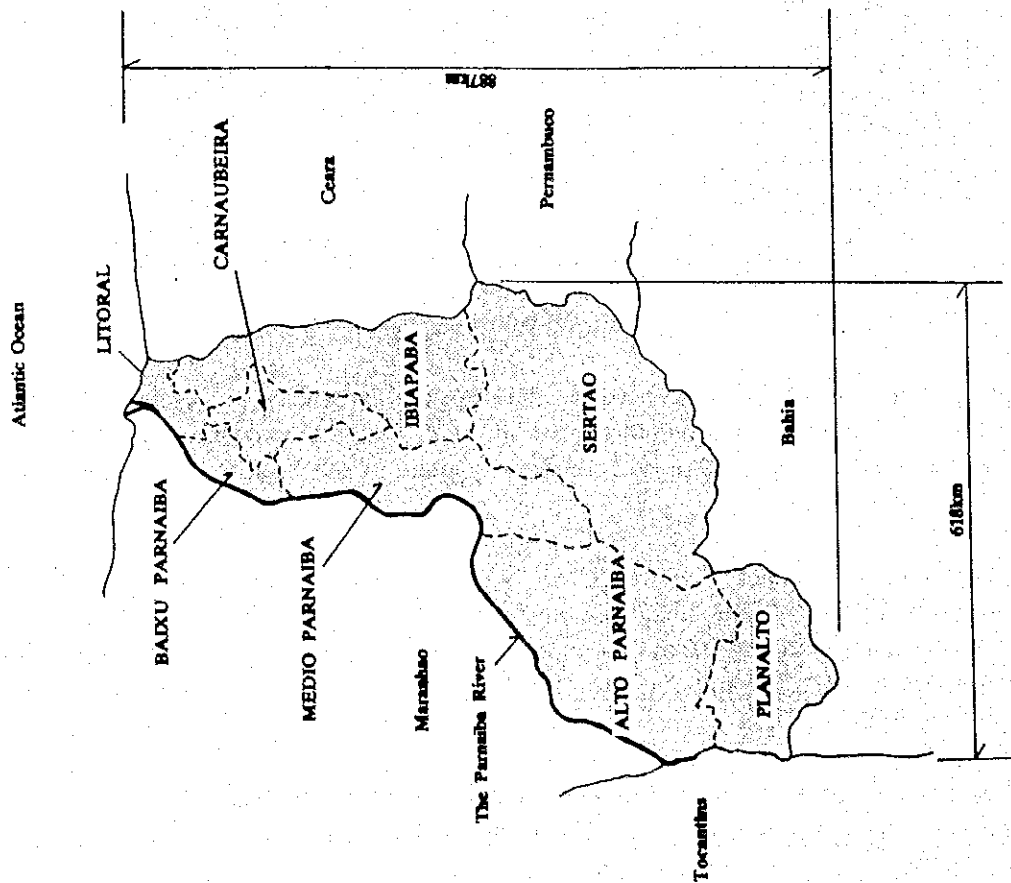 Atlantic Ocean
LITORAL
CARNAUBEIRA
Ceara
887km
Pernambuco
BAIXU PARNAIBA
MEDIO PARNAIBA
IBIAPABA
Maranhao
The Parnaiba River
SERTAO
ALTO PARNAIBA
Bahia
PLANALTO
Tocantins
618km